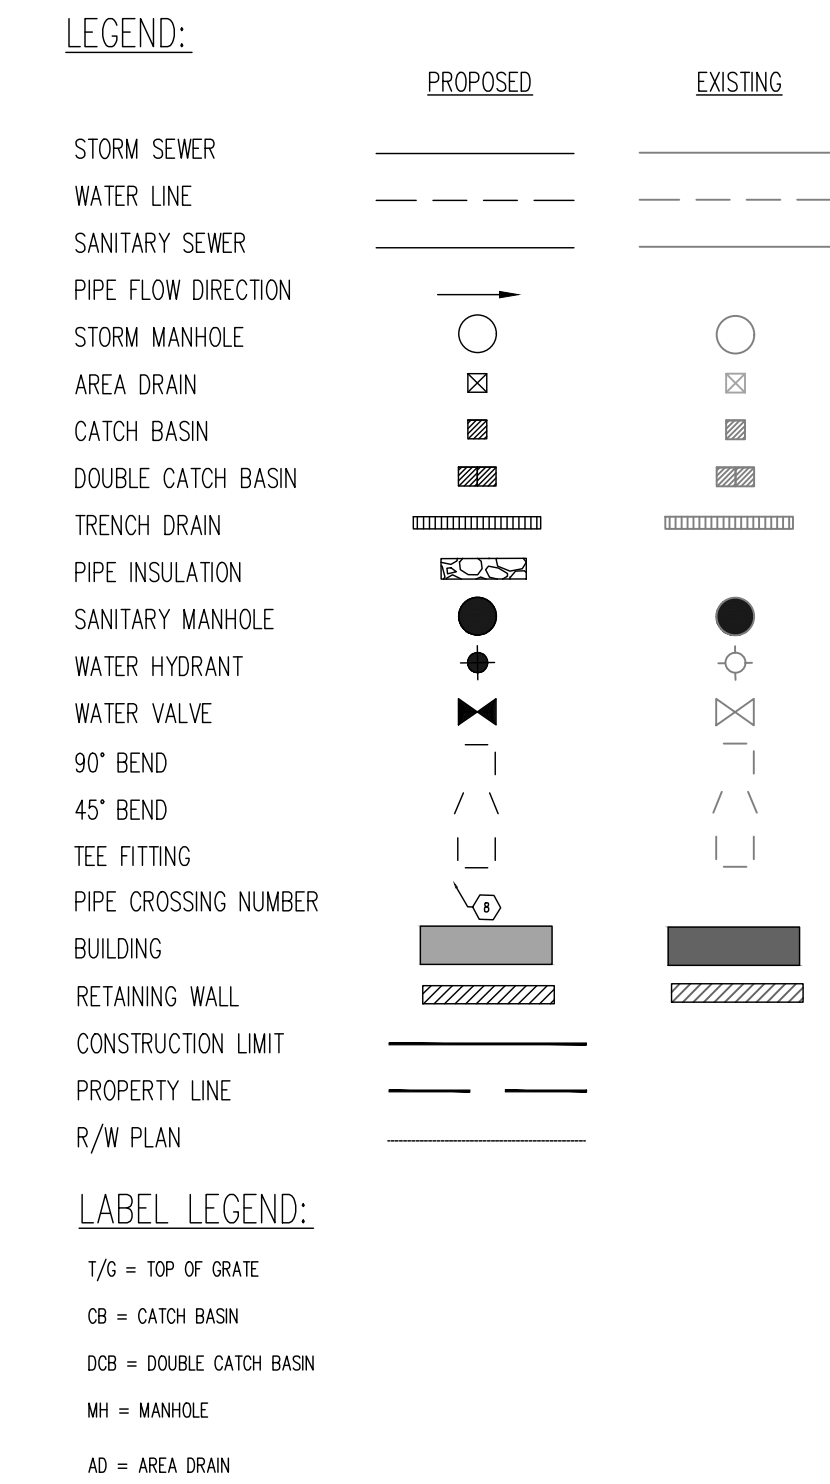 LEGEND:
PROPOSED EXISTING
STORM SEWER
WATER LINE
SANITARY SEWER
PIPE FLOW DIRECTION
STORM MANHOLE
AREA DRAIN
CATCH BASIN
DOUBLE CATCH BASIN
TRENCH DRAIN
PIPE INSULATION
SANITARY MANHOLE
WATER HYDRANT
WATER VALVE
90° BEND
45° BEND
TEE FITTING
PIPE CROSSING NUMBER 8
BUILDING
RETAINING WALL
CONSTRUCTION LIMIT
PROPERTY LINE
R/W PLAN
LABEL LEGEND:
T/G = TOP OF GRATE
CB = CATCH BASIN
DCB = DOUBLE CATCH BASIN
MH = MANHOLE
AD = AREA DRAIN